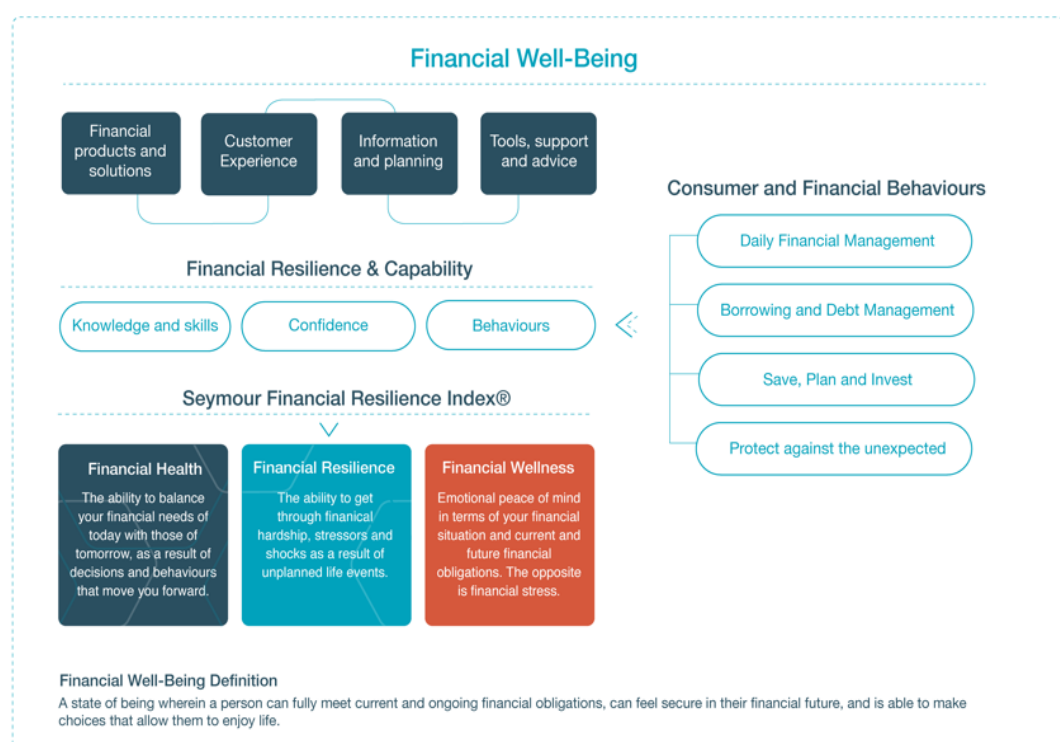 Financial Well-Being
Financial
products and
solutions
Customer
Experience
Information
and planning
Tools, support
and advice
Consumer and Financial Behaviours
Daily Financial Management
Borrowing and Debt Management
Save, Plan and Invest
Protect against the unexpected
Financial Resilience & Capability
Knowledge and skills
Confidence
Behaviours
Seymour Financial Resilience Index®
Financial Health
The ability to balance
your financial needs of
today with those of
tomorrow, as a result of
decisions and behaviours
that move you forward.
Financial Resilience
The ability to get
through finanical
hardship, stressors and
shocks as a result of
unplanned life events.
Financial Wellness
Emotional peace of mind
in terms of your financial
situation and current and
future financial
obligations. The opposite
is financial stress.
Financial Well-Being Definition
A state of being wherein a person can fully meet current and ongoing financial obligations, can feel secure in their financial future, and is able to make
choices that allow them to enjoy life.